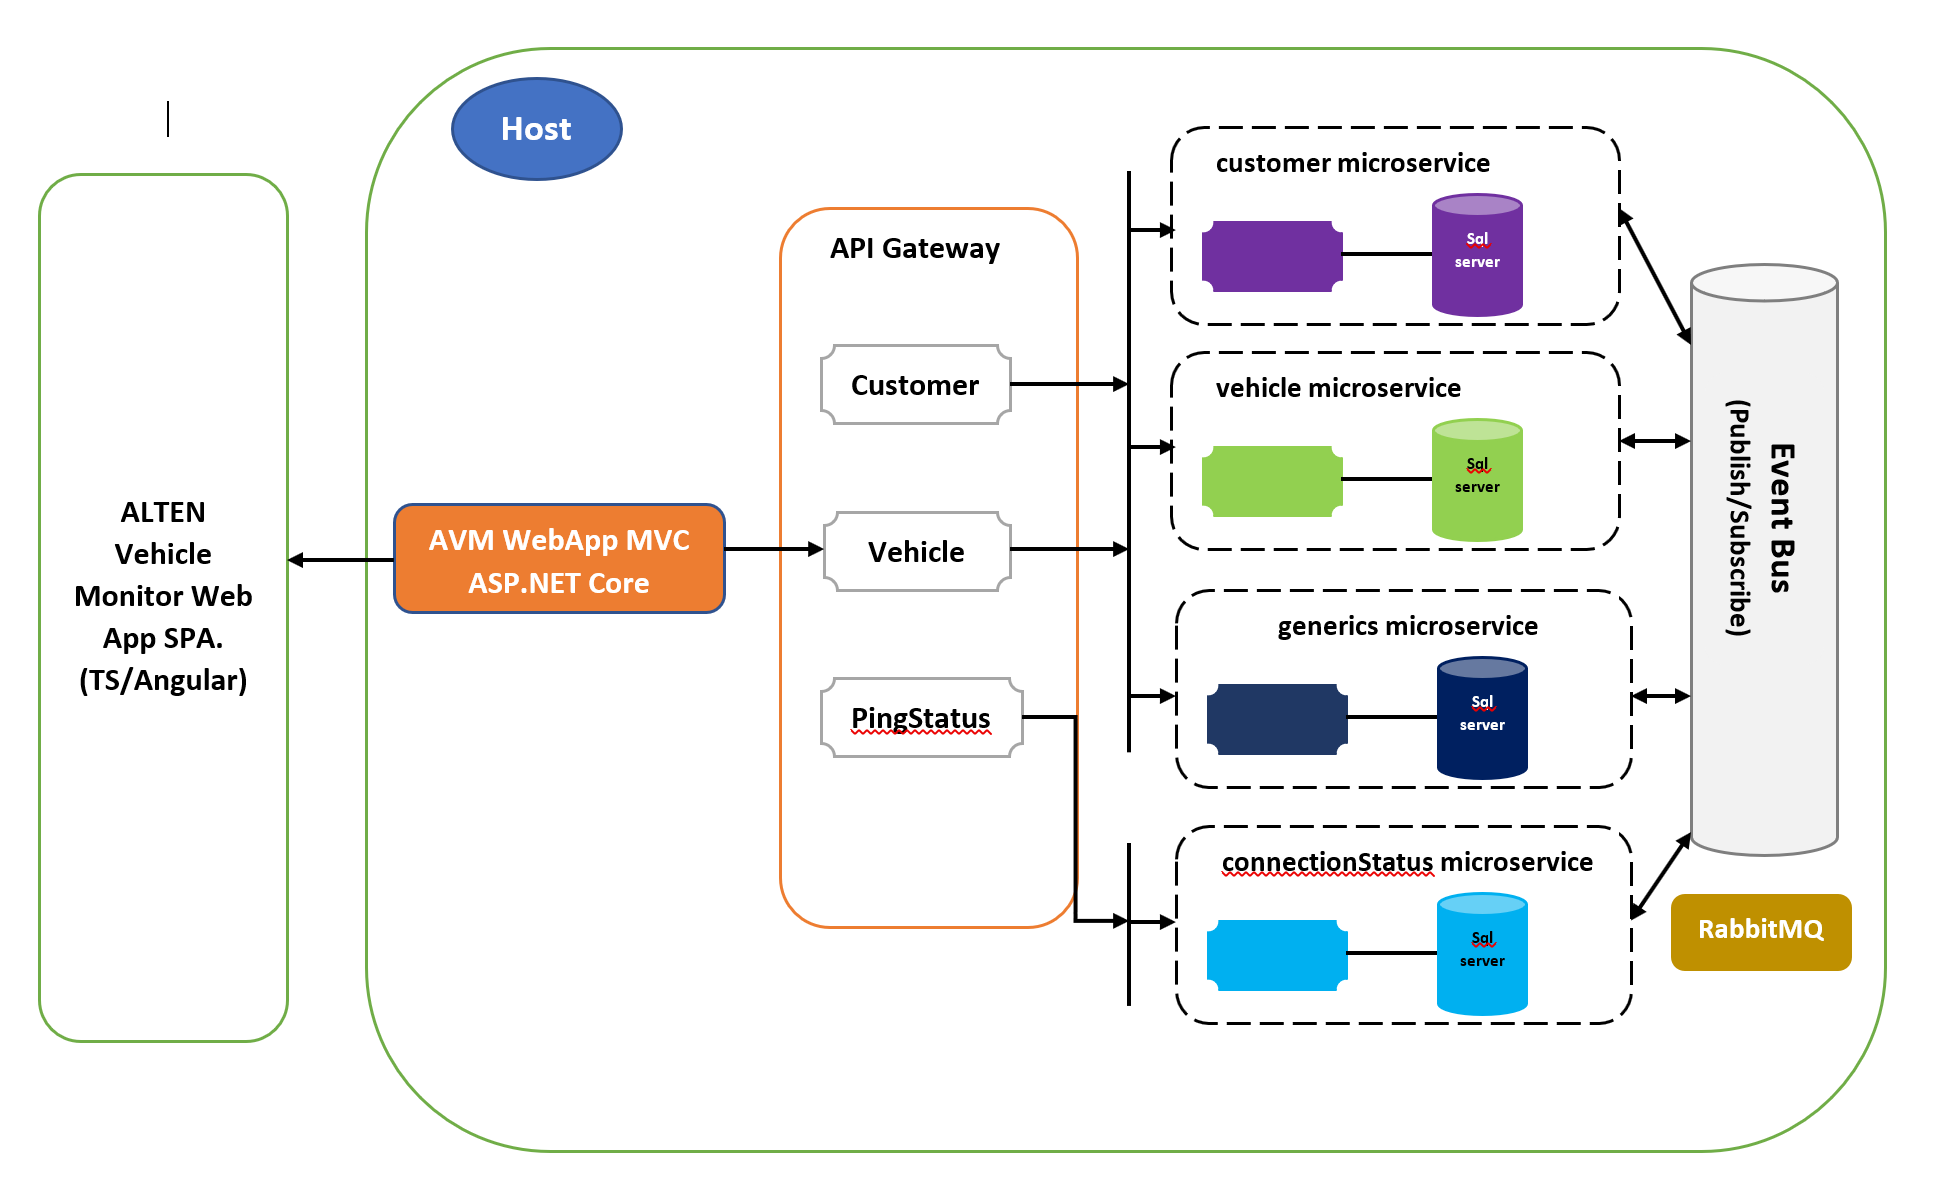 Host
ALTEN
Vehicle
Monitor Web
App SPA.
(TS/Angular)
AVM WebApp MVC
ASP.NET Core
API Gateway
Customer
Vehicle
PingStatus
customer microservice
Sql
server
vehicle microservice
Sql
server
generics microservice
Sql
server
connectionStatus microservice
Sql
server
Event Bus
(Publish/Subscribe)
RabbitMQ